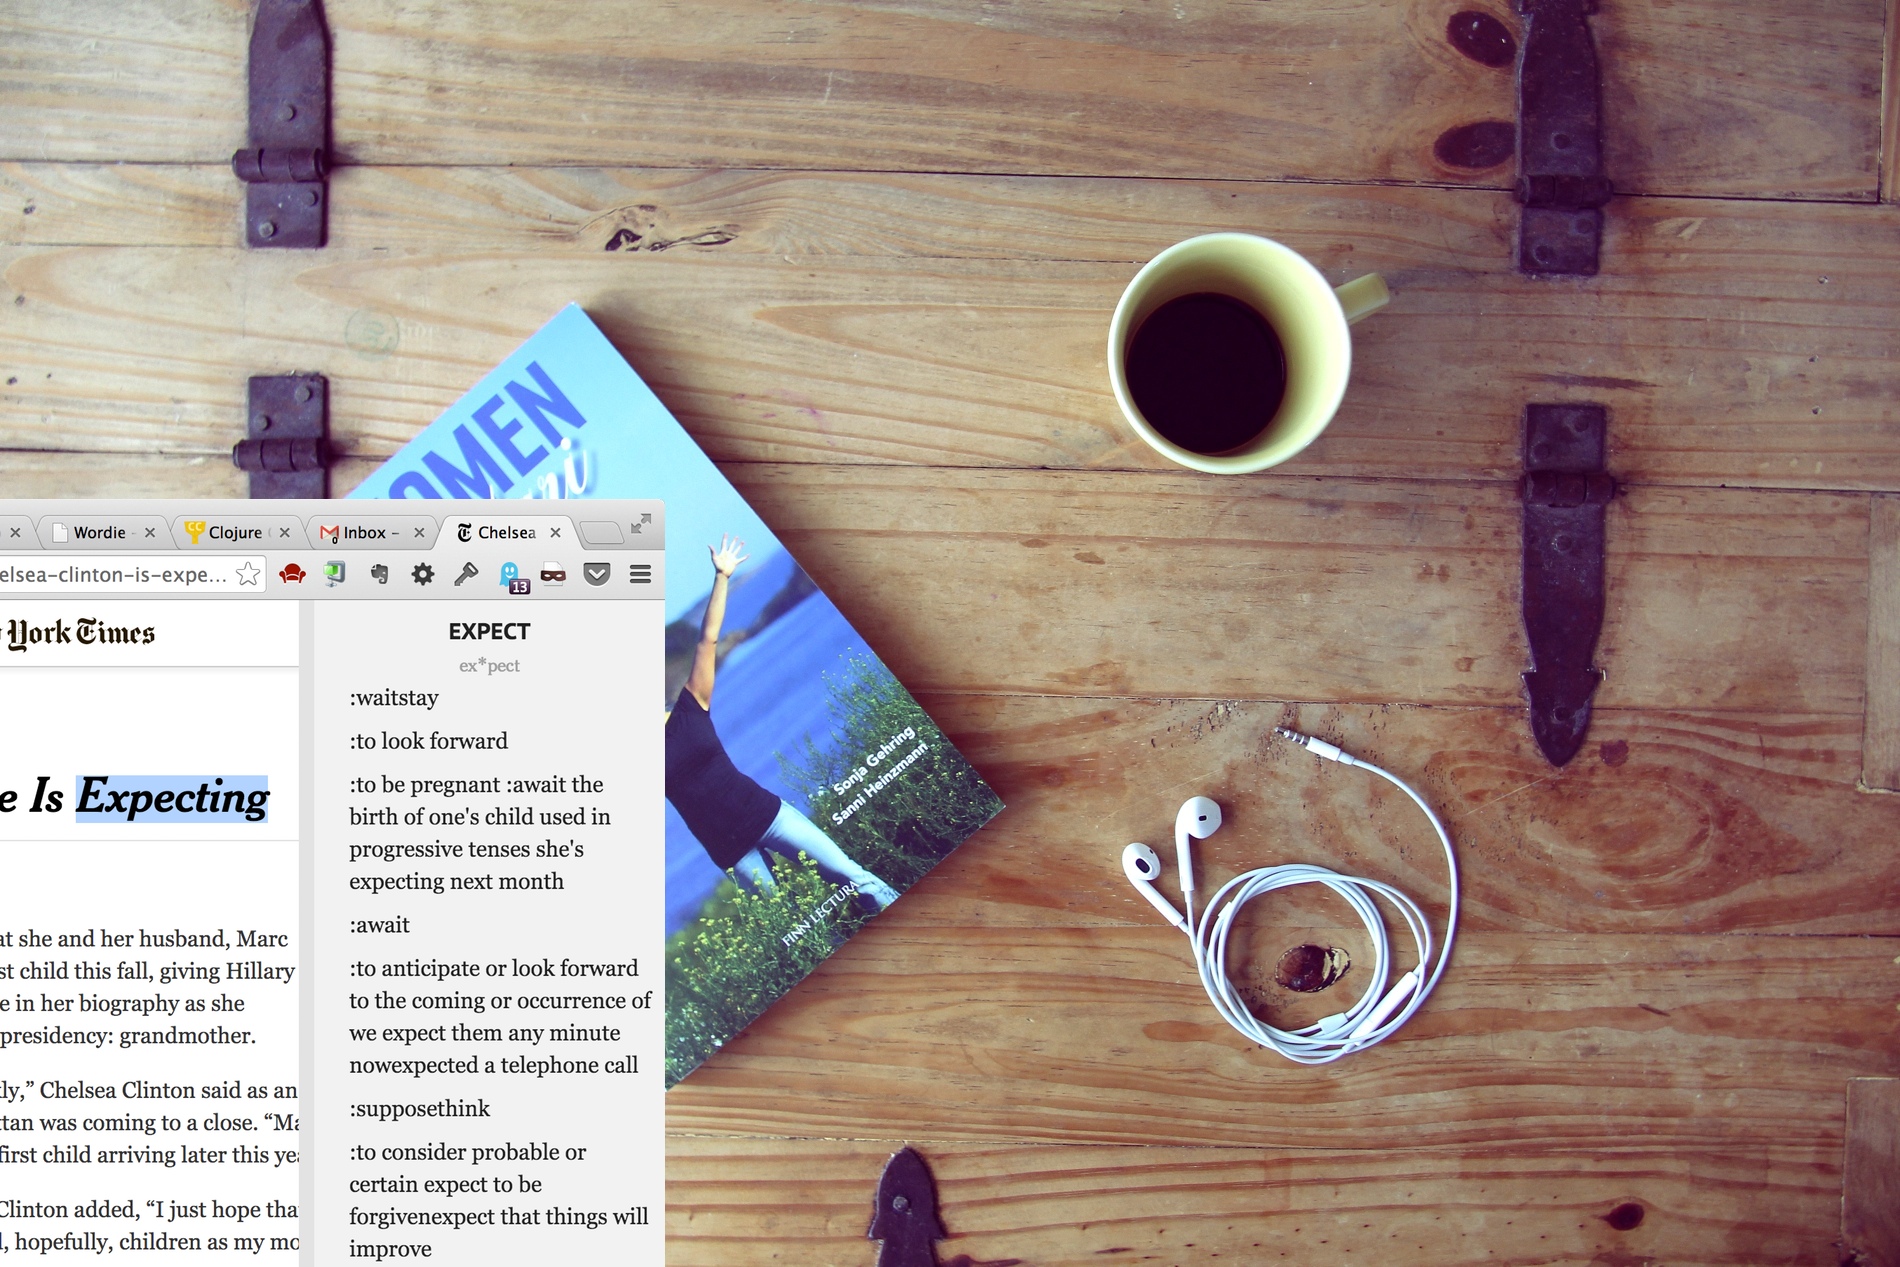 OMEN
Sonja Gehring
Sanni Heinzmann
FINN LECTURA
Wordie -
Clojure
Inbox -
Chelsea
elsea-clinton-is-expe...
13
York Times
e Is Expecting
at she and her husband, Marc
st child this fall, giving Hillary
e in her biography as she
presidency: grandmother.
kly,” Chelsea Clinton said as an
ttan was coming to a close. “Ma
first child arriving later this yea
Clinton added, “I just hope tha
l, hopefully, children as my mo
EXPECT
ex*pect
:waitstay
:to look forward
:to be pregnant :await the
birth of one's child used in
progressive tenses she's
expecting next month
:await
:to anticipate or look forward
to the coming or occurrence of
we expect them any minute
nowexpected a telephone call
:supposethink
:to consider probable or
certain expect to be
forgivenexpect that things will
improve